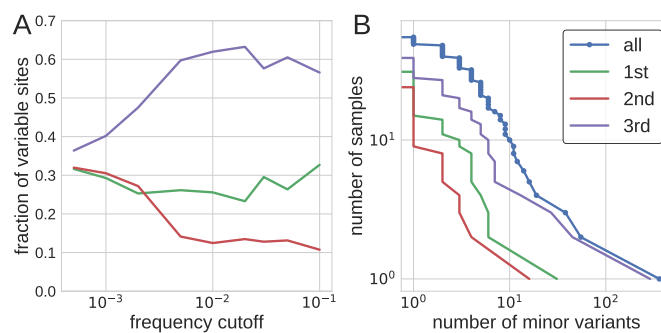 A
B
fraction of variable sites
0.7
0.6
0.5
0.4
0.3
0.2
0.1
0.0
10⁻³
10⁻²
10⁻¹
frequency cutoff
number of samples
10¹
10⁰
10⁰
10¹
10²
number of minor variants
all
1st
2nd
3rd